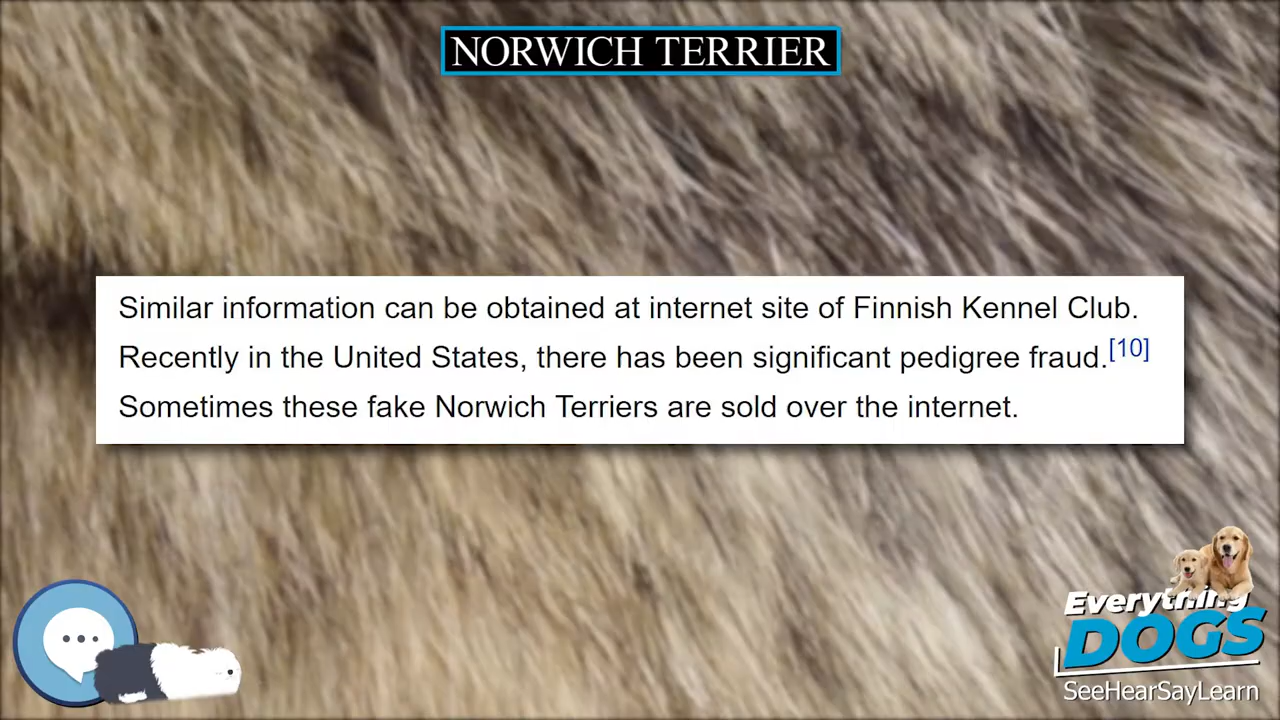 NORWICH TERRIER
Similar information can be obtained at internet site of Finnish Kennel Club.
Recently in the United States, there has been significant pedigree fraud.[10]
Sometimes these fake Norwich Terriers are sold over the internet.
Everything
DOGS
SeeHearSayLearn